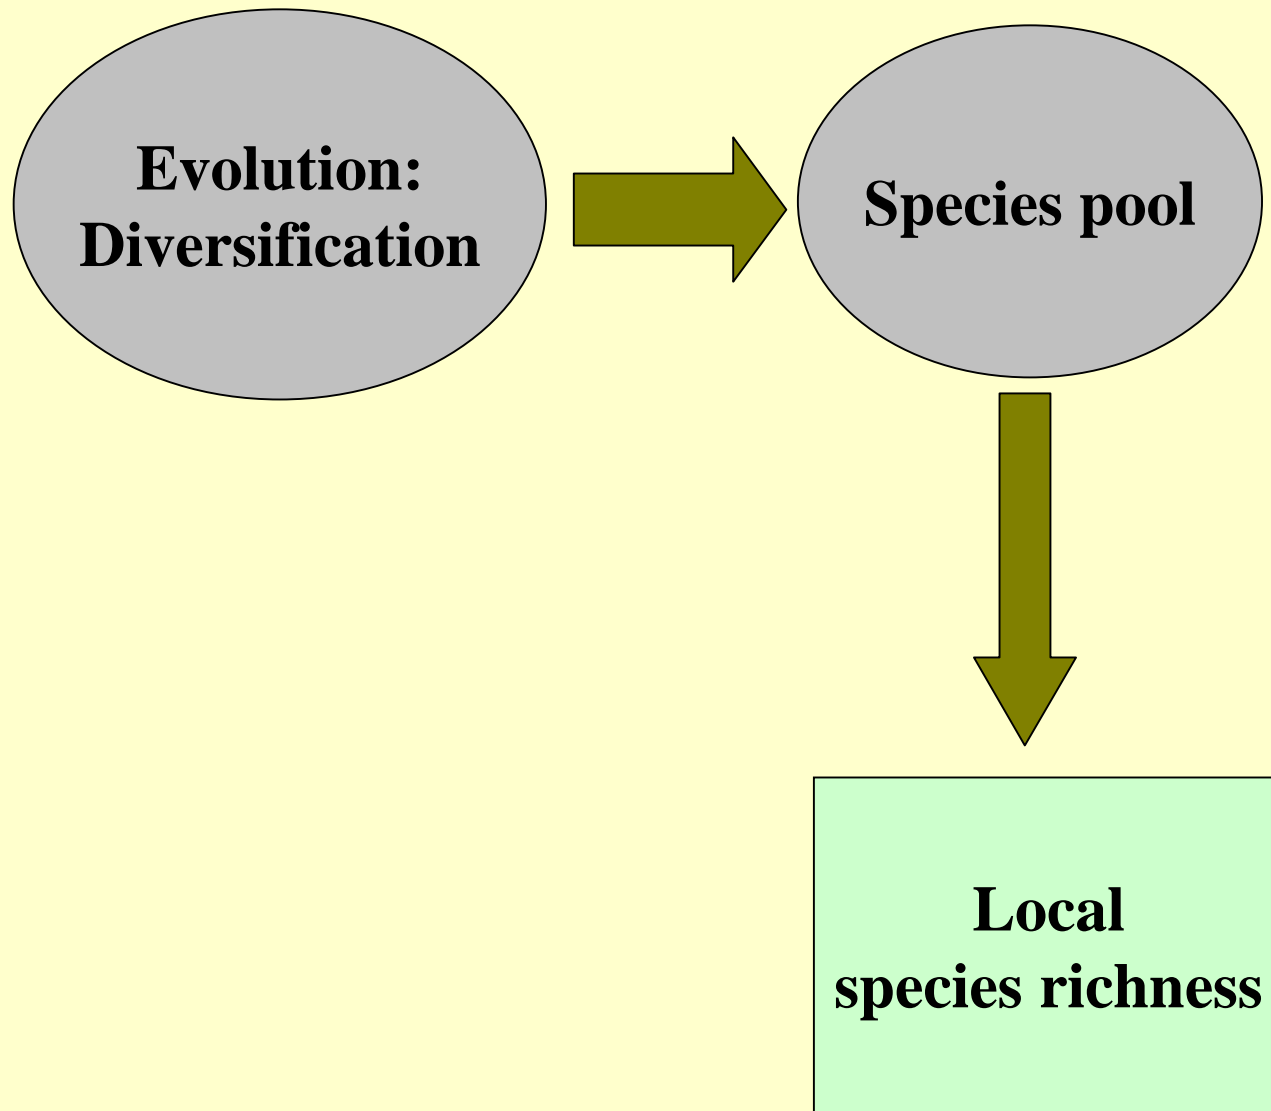 Evolution:
Diversification
Species pool
Local
species richness